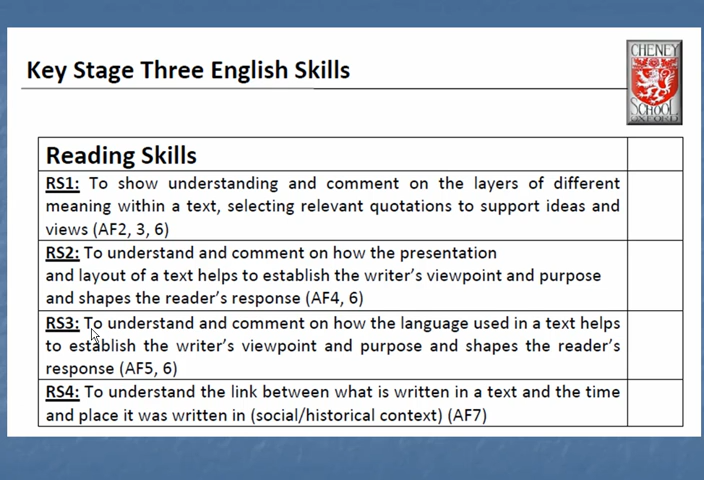 Key Stage Three English Skills
CHENEY
SCHOOL
OXFORD
Reading Skills
RS1: To show understanding and comment on the layers of different
meaning within a text, selecting relevant quotations to support ideas and
views (AF2, 3, 6)
RS2: To understand and comment on how the presentation
and layout of a text helps to establish the writer's viewpoint and purpose
and shapes the reader's response (AF4, 6)
RS3: To understand and comment on how the language used in a text helps
to establish the writer's viewpoint and purpose and shapes the reader's
response (AF5, 6)
RS4: To understand the link between what is written in a text and the time
and place it was written in (social/historical context) (AF7)